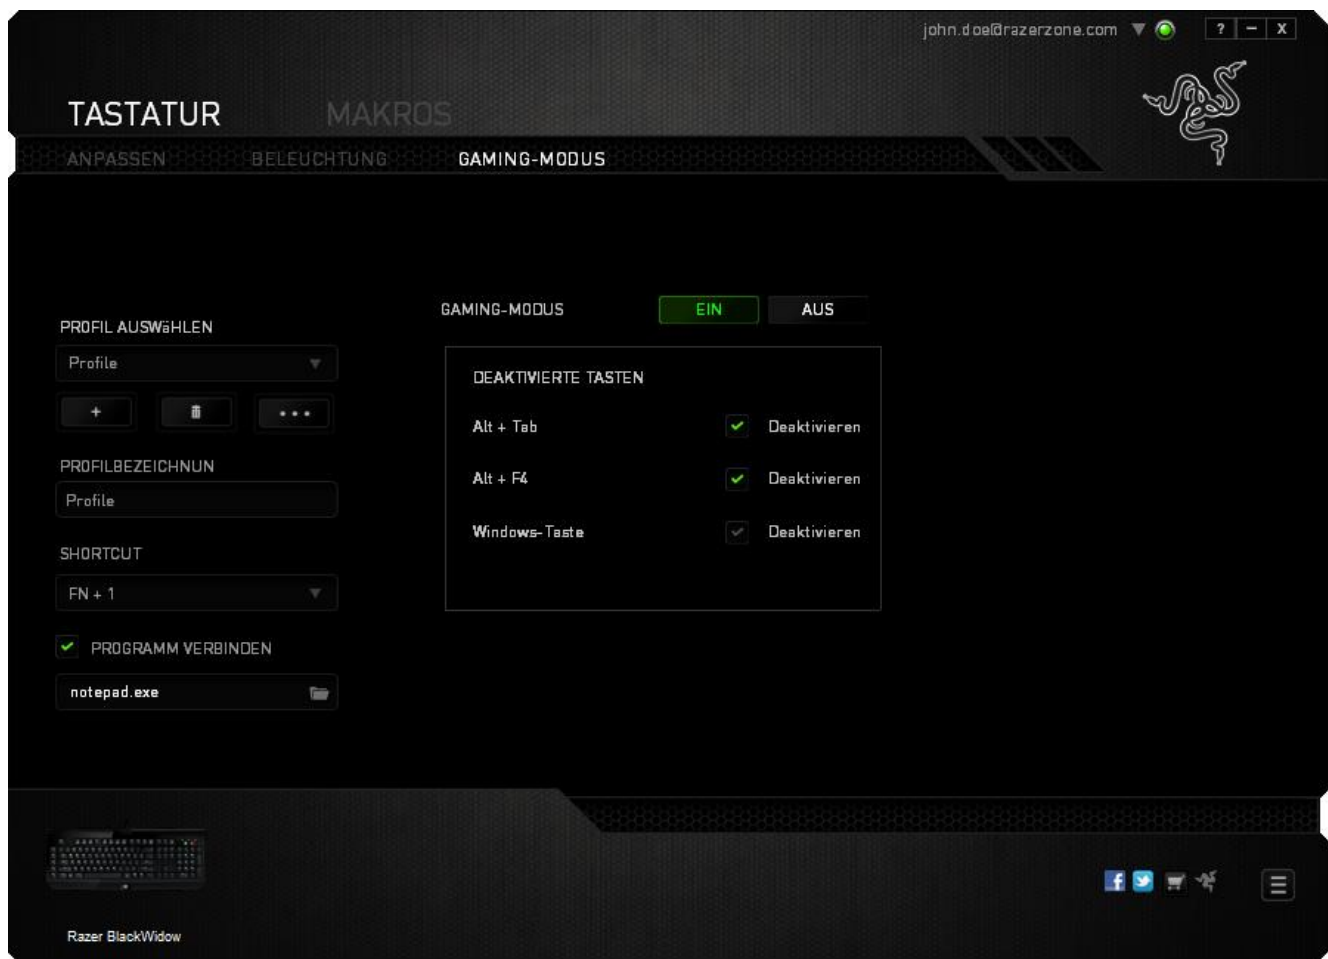 john.doe@razerzone.com
? − X
TASTATUR MAKROS
ANPASSEN BELEUCHTUNG GAMING-MODUS
GAMING-MODUS EIN AUS
PROFIL AUSWäHLEN
Profile
+ • • •
DEAKTIVIERTE TASTEN
Alt + Tab Deaktivieren
PROFILBEZEICHNUN
Profile
Alt + F4 Deaktivieren
Windows-Taste Deaktivieren
SHORTCUT
FN + 1
PROGRAMM VERBINDEN
notepad.exe
Razer BlackWidow